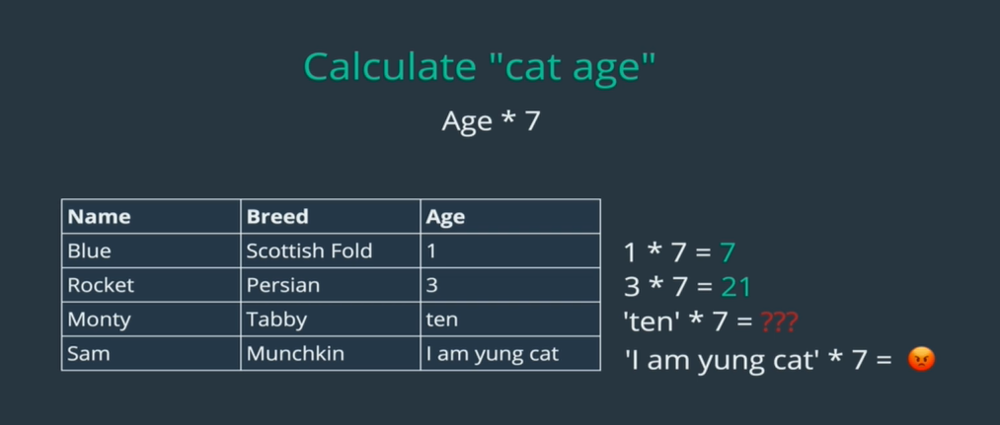 Calculate "cat age"
Age * 7
Name Breed Age
Blue Scottish Fold 1 1 * 7 = 7
Rocket Persian 3 3 * 7 = 21
Monty Tabby ten 'ten' * 7 = ???
Sam Munchkin I am yung cat 'I am yung cat' * 7 = 😡